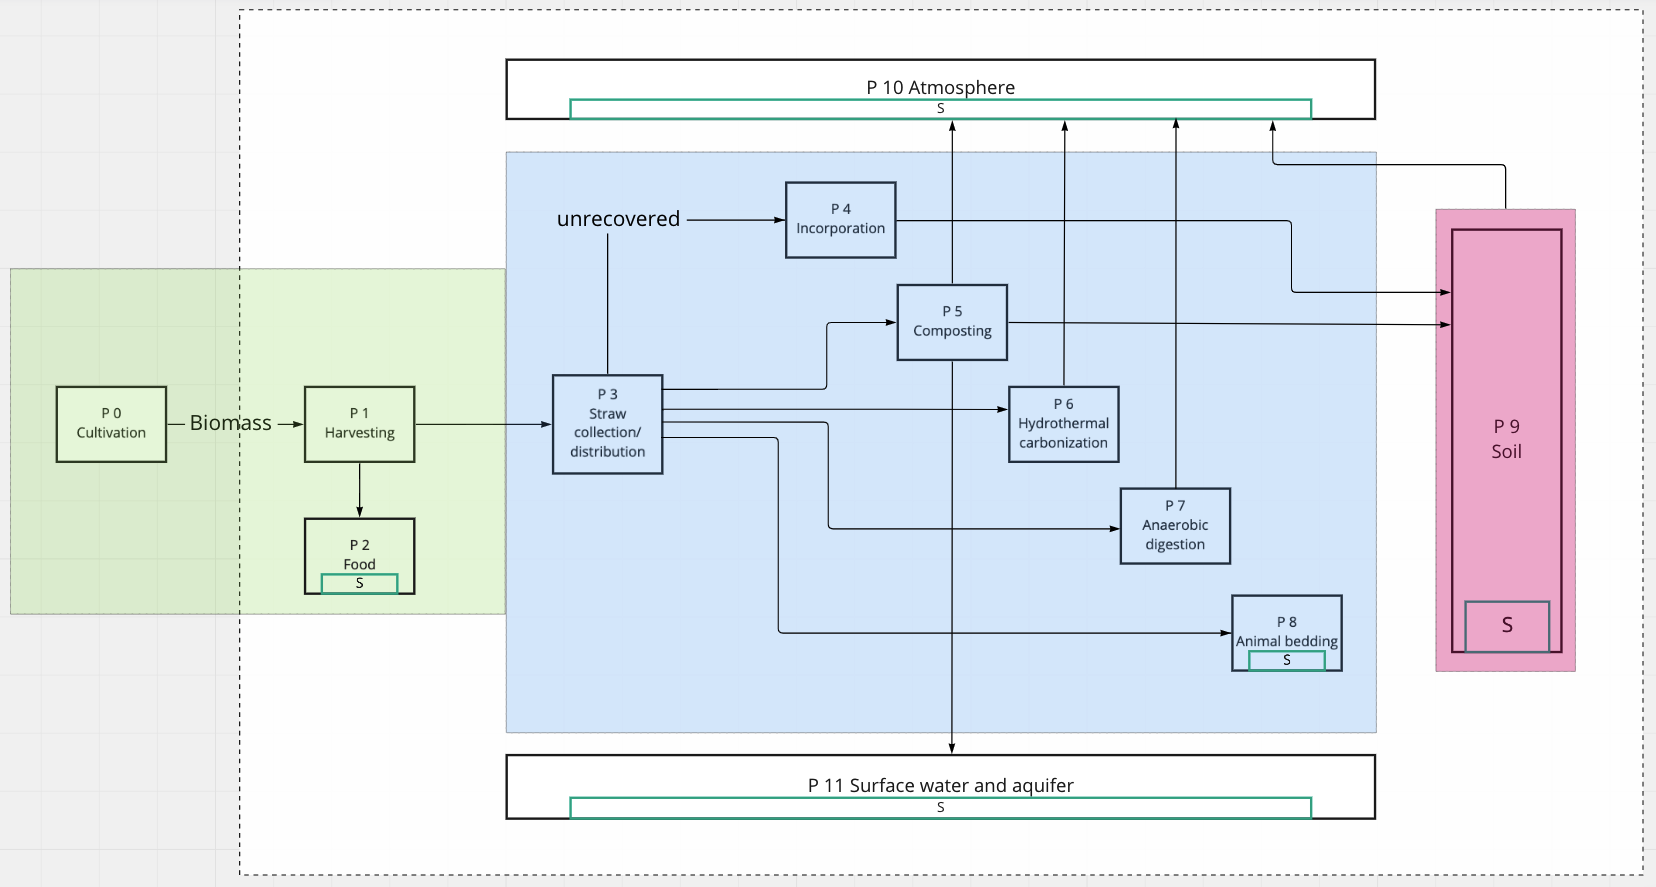 P 10 Atmosphere
S
unrecovered
P 4
Incorporation
P 5
Composting
P 0
Cultivation
Biomass
P 1
Harvesting
P 3
Straw
collection/
distribution
P 6
Hydrothermal
carbonization
P 9
Soil
S
P 2
Food
S
P 7
Anaerobic
digestion
P 8
Animal bedding
S
P 11 Surface water and aquifer
S